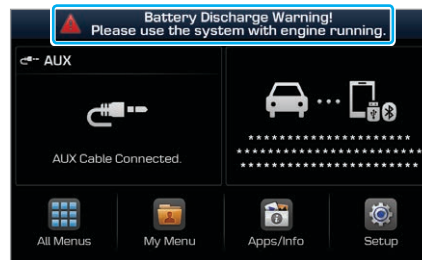 Battery Discharge Warning!
Please use the system with engine running.
AUX
AUX Cable Connected.
*********************
************************
**********************
All Menus
My Menu
Apps/Info
Setup